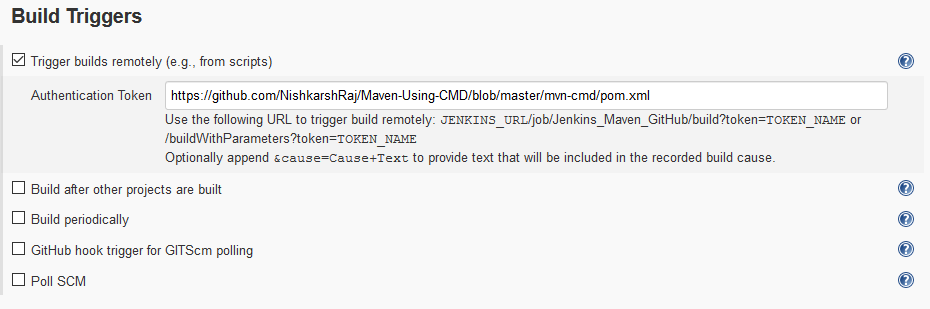 Build Triggers
Trigger builds remotely (e.g., from scripts)
Authentication Token https://github.com/NishkarshRaj/Maven-Using-CMD/blob/master/mvn-cmd/pom.xml
Use the following URL to trigger build remotely: JENKINS_URL/job/Jenkins_Maven_GitHub/build?token=TOKEN_NAME or
/buildWithParameters?token=TOKEN_NAME
Optionally append &cause=Cause+Text to provide text that will be included in the recorded build cause.
Build after other projects are built
Build periodically
GitHub hook trigger for GITScm polling
Poll SCM